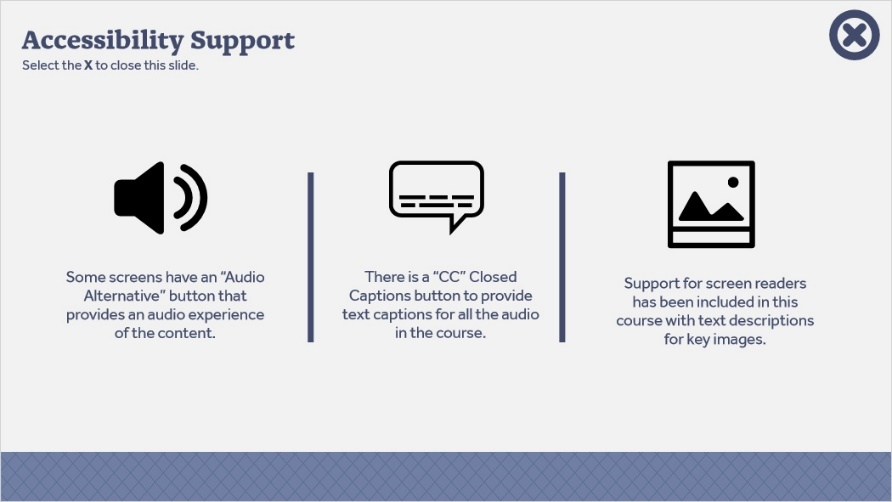 Accessibility Support
Select the X to close this slide.
Some screens have an “Audio
Alternative” button that
provides an audio experience
of the content.
There is a “CC” Closed
Captions button to provide
text captions for all the audio
in the course.
Support for screen readers
has been included in this
course with text descriptions
for key images.